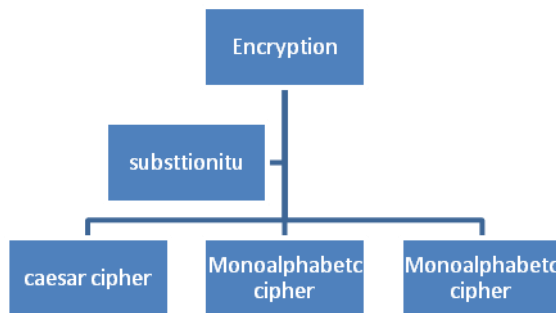 Encryption
substtionitu
caesar cipher
Monoalphabetc
cipher
Monoalphabetc
cipher